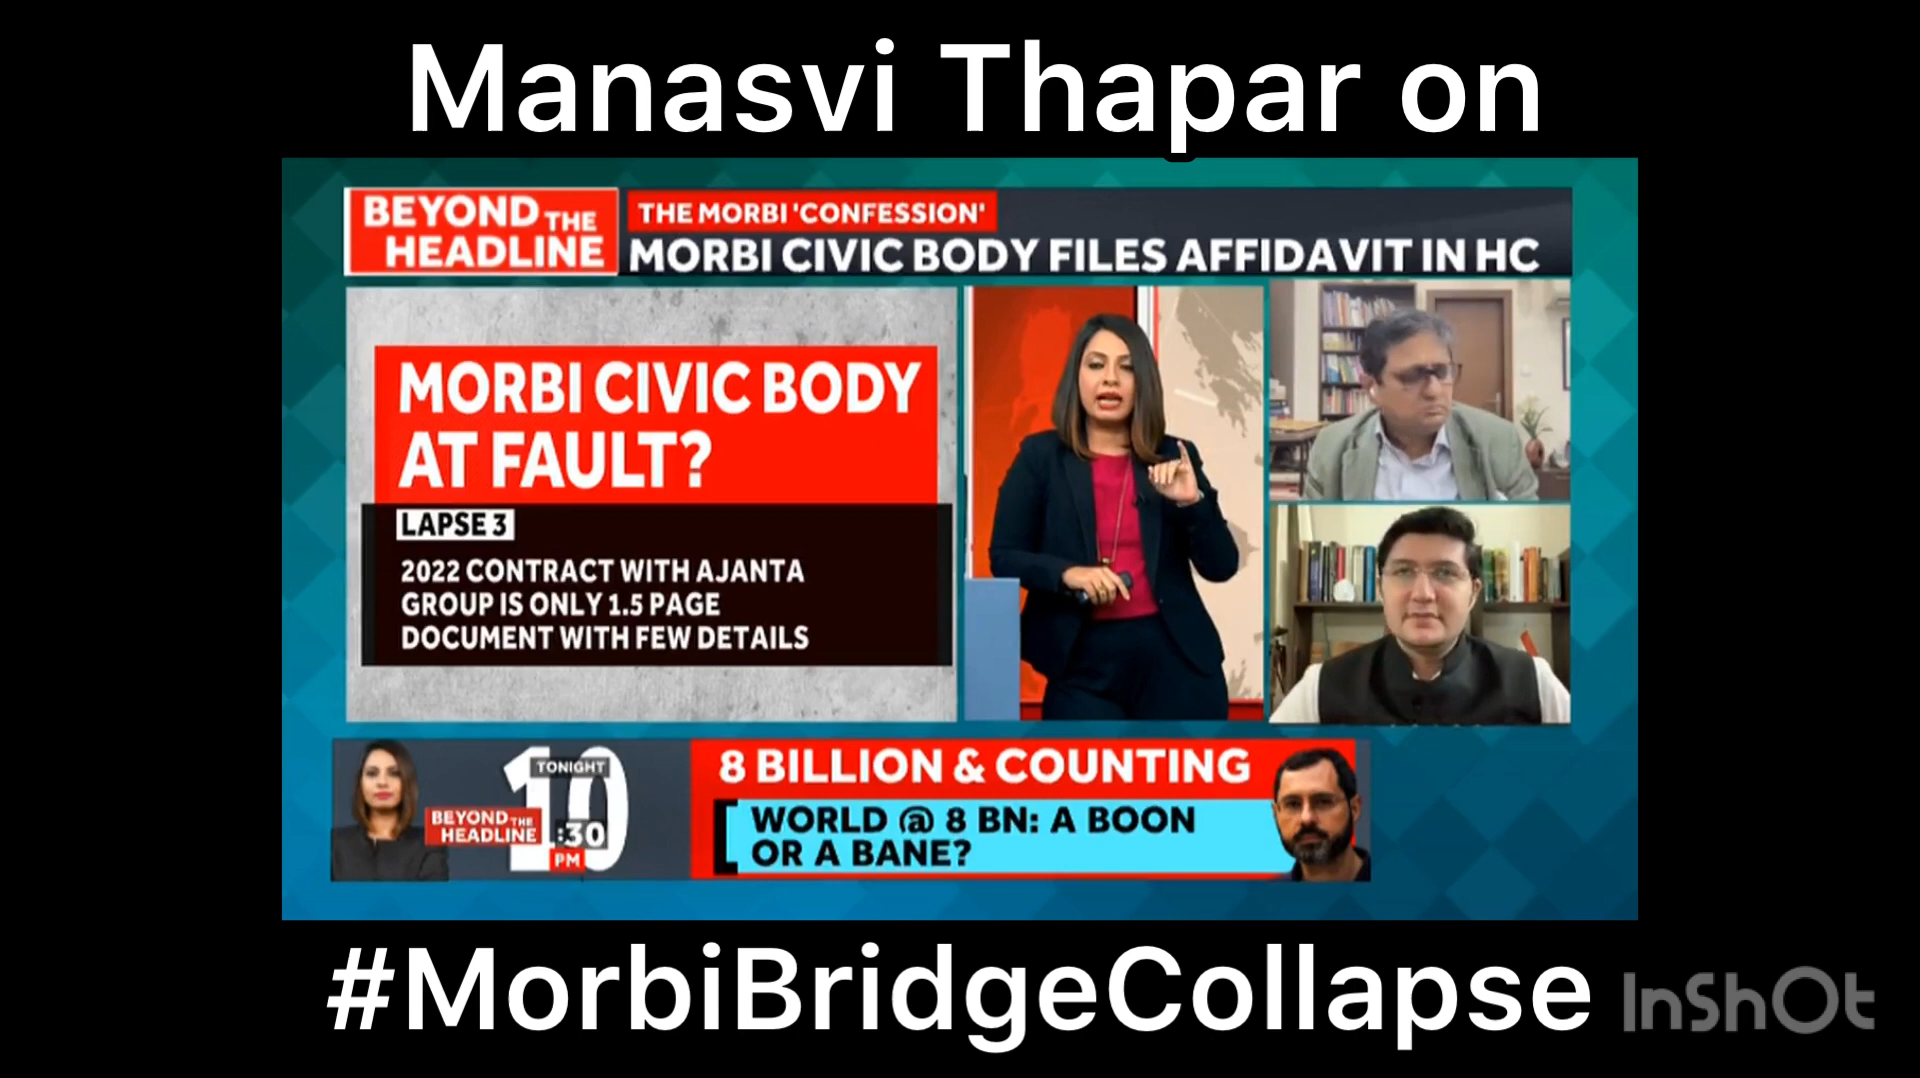 Manasvi Thapar on
BEYOND THE
HEADLINE
THE MORBI 'CONFESSION'
MORBI CIVIC BODY FILES AFFIDAVIT IN HC
MORBI CIVIC BODY
AT FAULT?
LAPSE 3
2022 CONTRACT WITH AJANTA
GROUP IS ONLY 1.5 PAGE
DOCUMENT WITH FEW DETAILS
BEYOND THE
HEADLINE
TONIGHT
10
:30
PM
8 BILLION & COUNTING
WORLD @ 8 BN: A BOON
OR A BANE?
#MorbiBridgeCollapse
InShOt